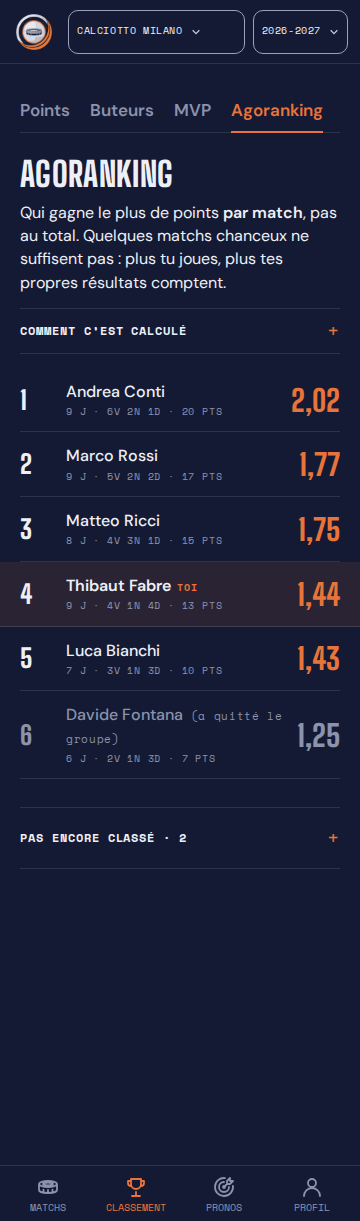 CALCIOTTO MILANO
2026-2027
Points Buteurs MVP Agoranking
AGORANKING
Qui gagne le plus de points par match, pas
au total. Quelques matchs chanceux ne
suffisent pas : plus tu joues, plus tes
propres résultats comptent.
COMMENT C'EST CALCULÉ +
1 Andrea Conti 2,02
9 J · 6V 2N 1D · 20 PTS
2 Marco Rossi 1,77
9 J · 5V 2N 2D · 17 PTS
3 Matteo Ricci 1,75
8 J · 4V 3N 1D · 15 PTS
4 Thibaut Fabre TOI 1,44
9 J · 4V 1N 4D · 13 PTS
5 Luca Bianchi 1,43
7 J · 3V 1N 3D · 10 PTS
6 Davide Fontana (a quitté le 1,25
groupe)
6 J · 2V 1N 3D · 7 PTS
PAS ENCORE CLASSÉ · 2 +
MATCHS CLASSEMENT PRONOS PROFIL